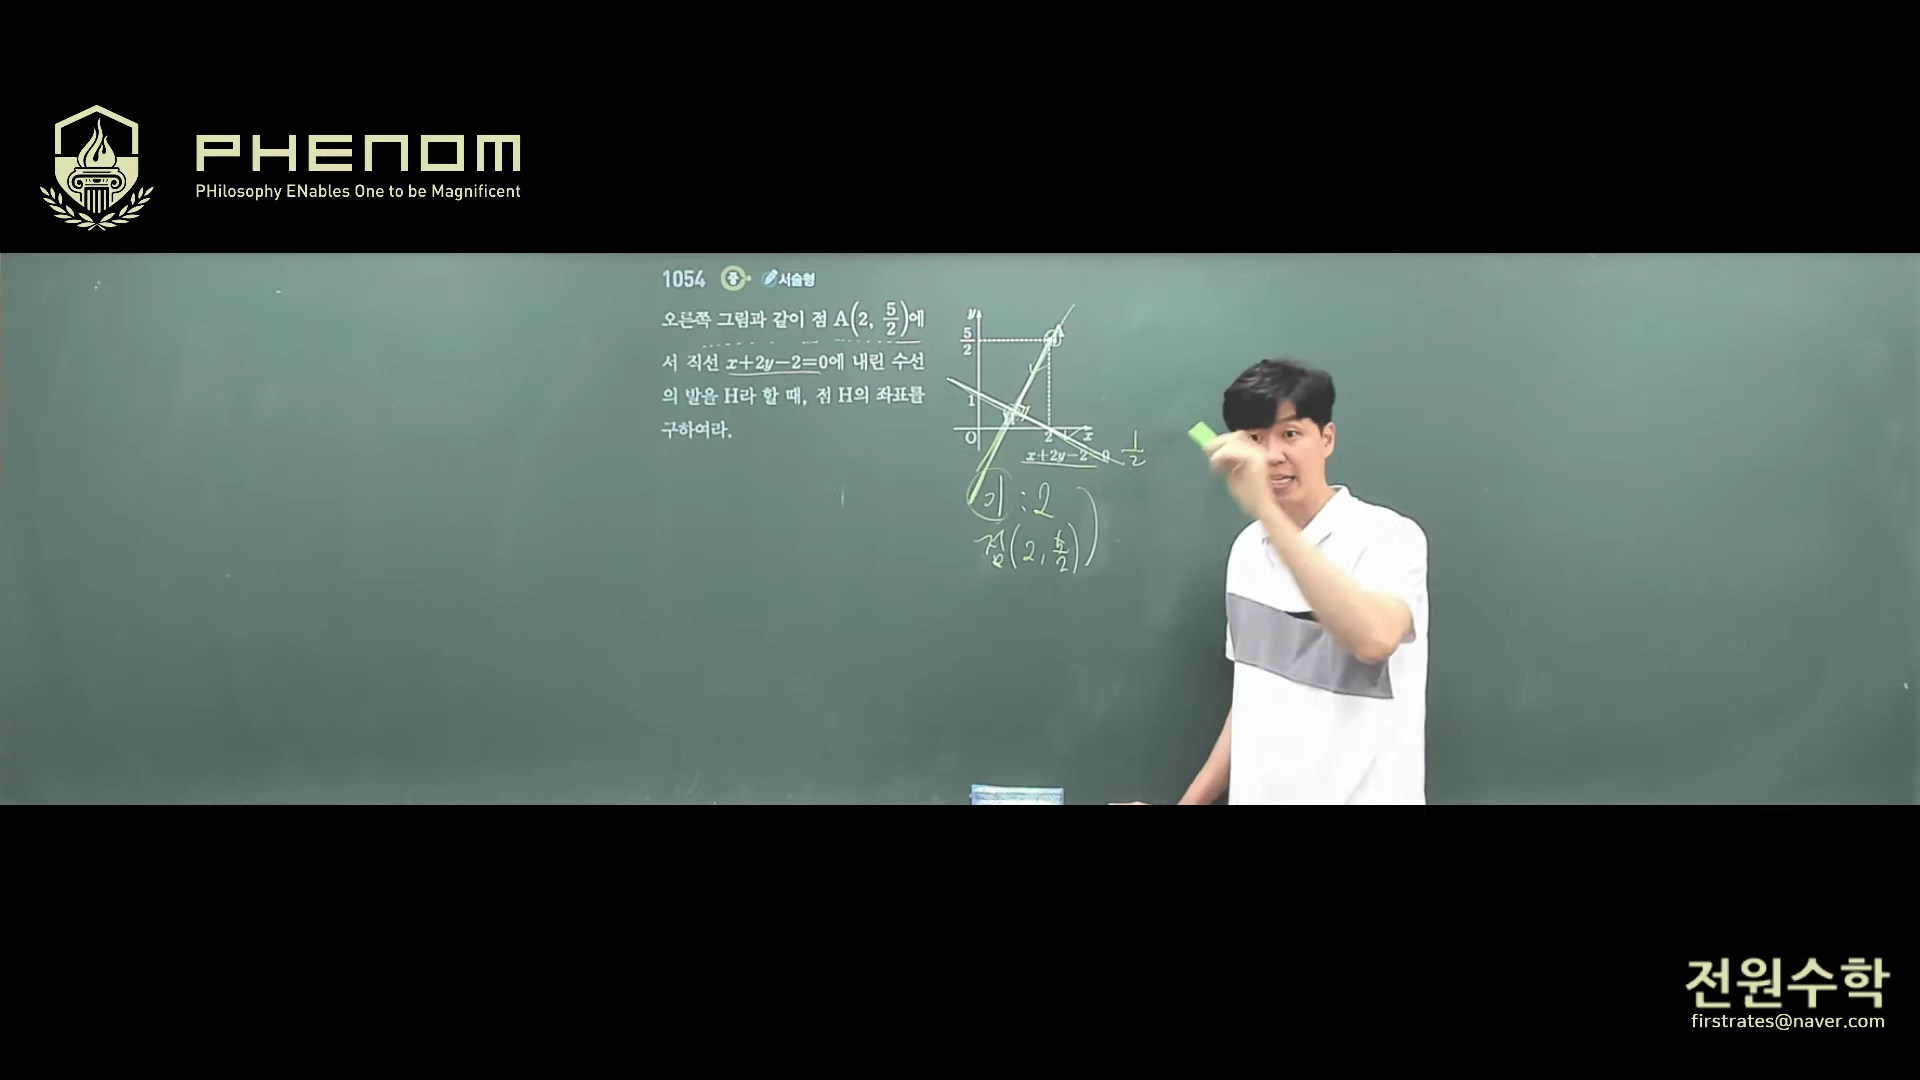 PHENOM
PHilosophy ENables One to be Magnificent
1054 중 서술형
오른쪽 그림과 같이 점 A(2, 5/2)에
서 직선 x+2y−2=0에 내린 수선
의 발을 H라 할 때, 점 H의 좌표를
구하여라.
y
5/2
A
1
H
O
2
x
x+2y−2=0
1/2
기 : 2
점(2, 5/2)
전원수학
firstrates@naver.com